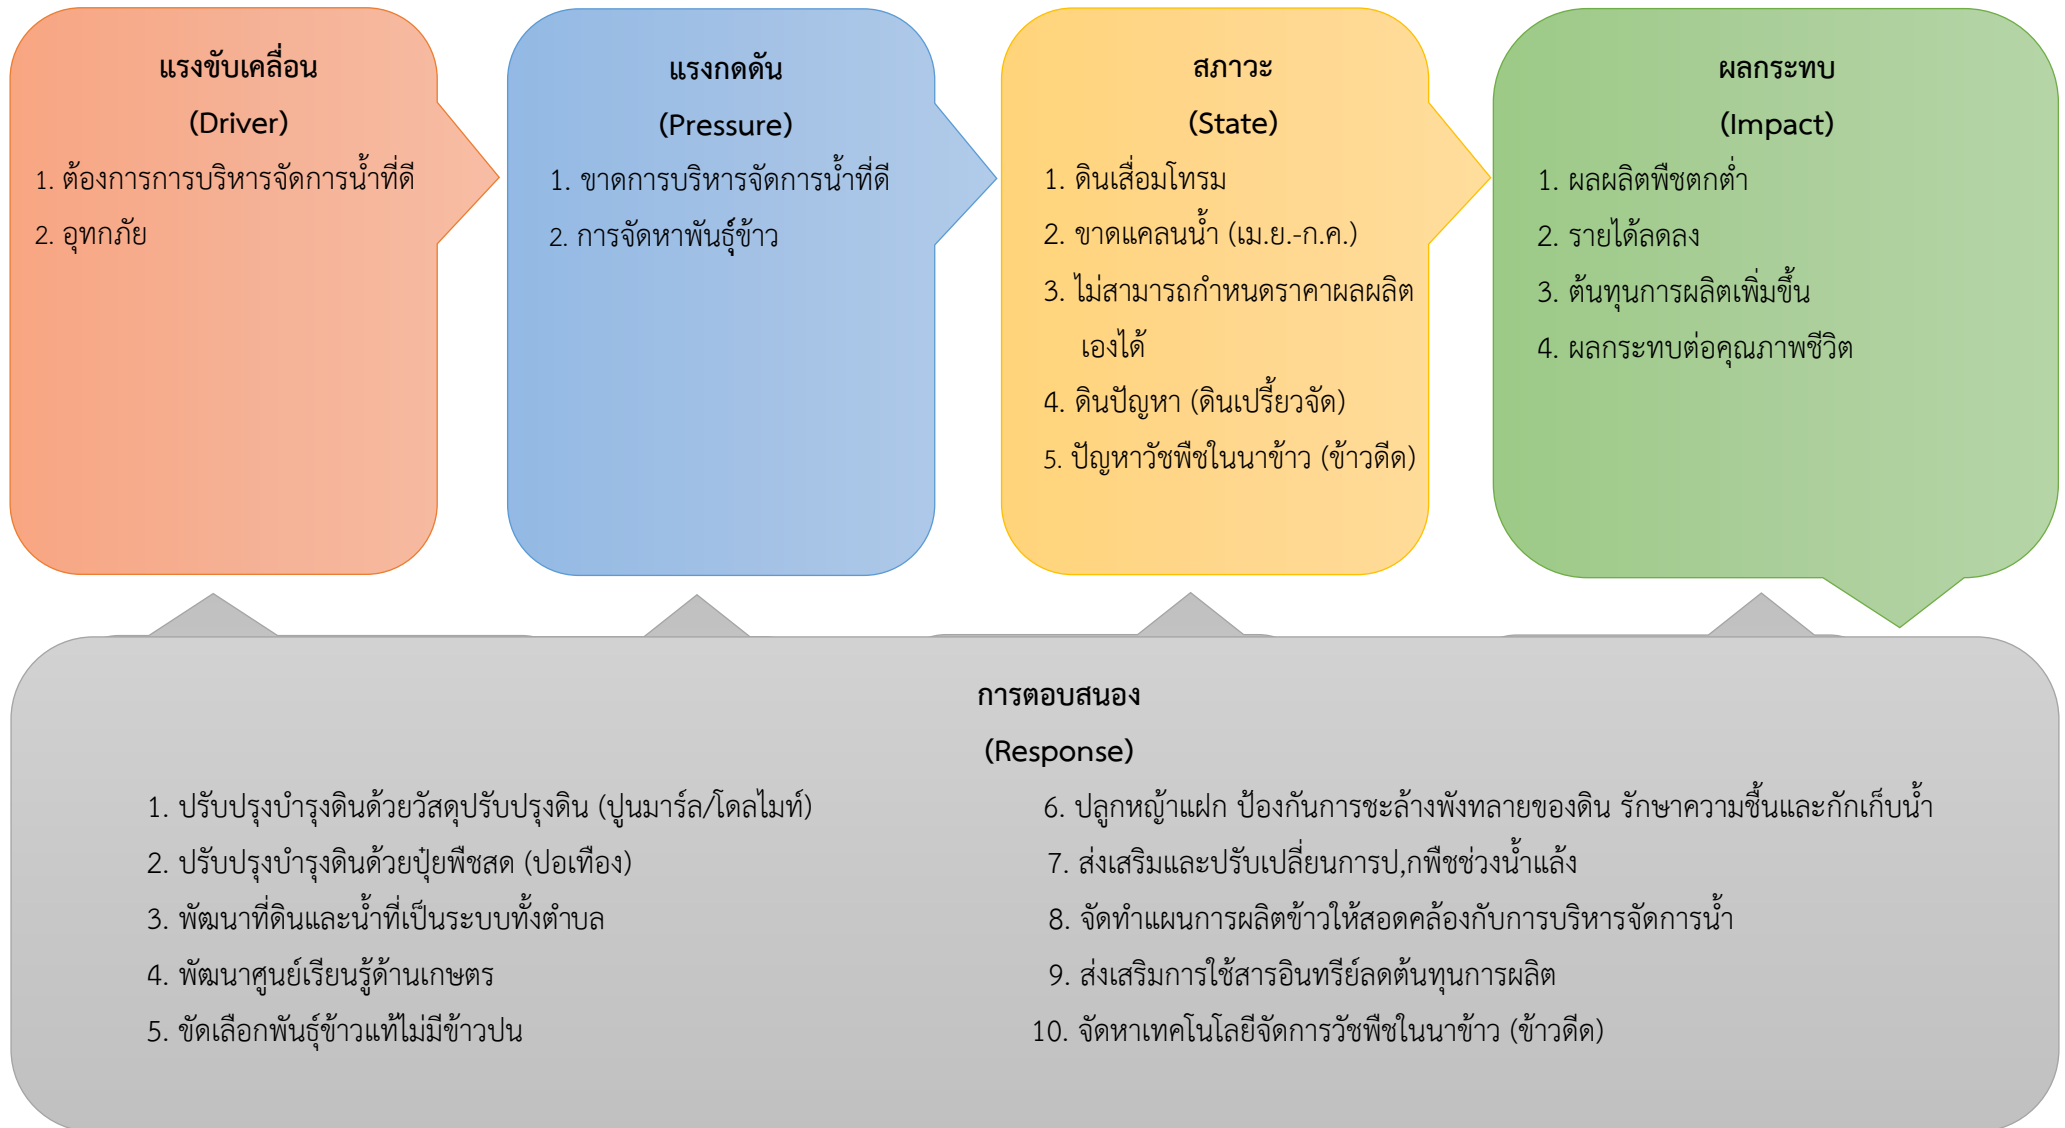 แรงขับเคลื่อน
(Driver)
1. ต้องการการบริหารจัดการน้ำที่ดี
2. อุทกภัย
แรงกดดัน
(Pressure)
1. ขาดการบริหารจัดการน้ำที่ดี
2. การจัดหาพันธุ์ข้าว
สภาวะ
(State)
1. ดินเสื่อมโทรม
2. ขาดแคลนน้ำ (เม.ย.-ก.ค.)
3. ไม่สามารถกำหนดราคาผลผลิต
เองได้
4. ดินปัญหา (ดินเปรี้ยวจัด)
5. ปัญหาวัชพืชในนาข้าว (ข้าวดีด)
ผลกระทบ
(Impact)
1. ผลผลิตพืชตกต่ำ
2. รายได้ลดลง
3. ต้นทุนการผลิตเพิ่มขึ้น
4. ผลกระทบต่อคุณภาพชีวิต
การตอบสนอง
(Response)
1. ปรับปรุงบำรุงดินด้วยวัสดุปรับปรุงดิน (ปูนมาร์ล/โดลไมท์)
2. ปรับปรุงบำรุงดินด้วยปุ๋ยพืชสด (ปอเทือง)
3. พัฒนาที่ดินและน้ำที่เป็นระบบทั้งตำบล
4. พัฒนาศูนย์เรียนรู้ด้านเกษตร
5. ขัดเลือกพันธุ์ข้าวแท้ไม่มีข้าวปน
6. ปลูกหญ้าแฝก ป้องกันการชะล้างพังทลายของดิน รักษาความชื้นและกักเก็บน้ำ
7. ส่งเสริมและปรับเปลี่ยนการป,กพืชช่วงน้ำแล้ง
8. จัดทำแผนการผลิตข้าวให้สอดคล้องกับการบริหารจัดการน้ำ
9. ส่งเสริมการใช้สารอินทรีย์ลดต้นทุนการผลิต
10. จัดหาเทคโนโลยีจัดการวัชพืชในนาข้าว (ข้าวดีด)